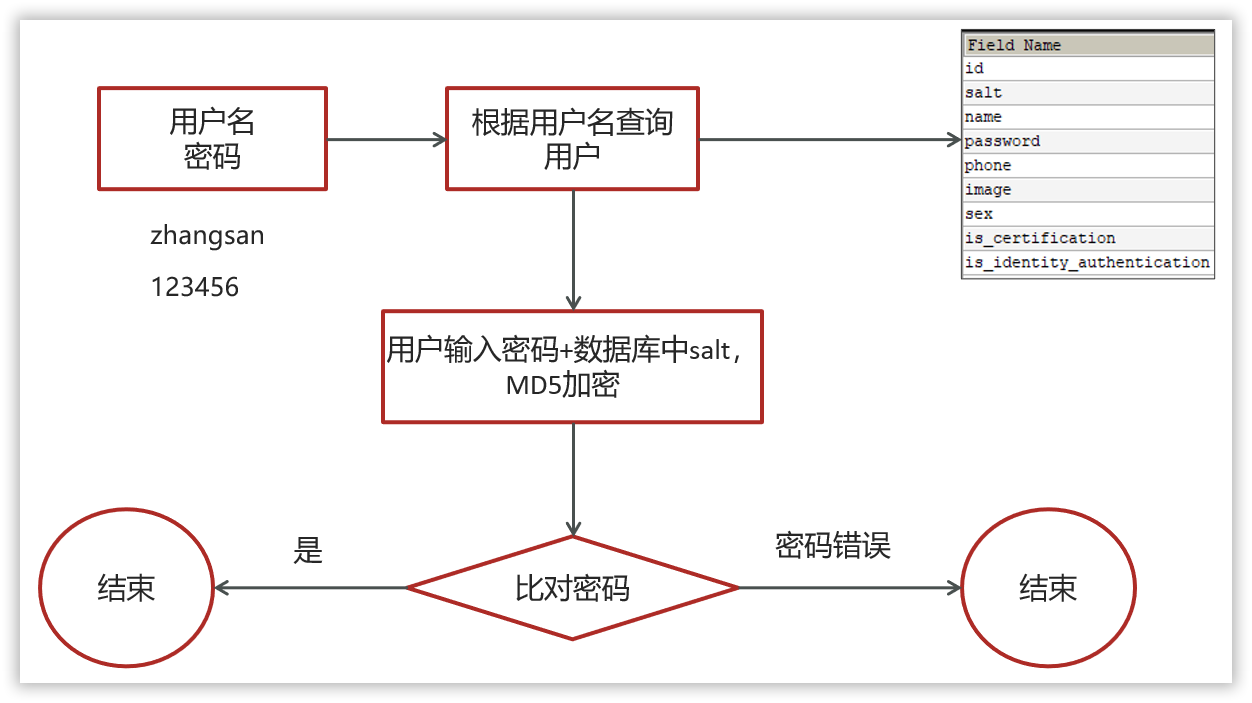 用户名
密码
zhangsan
123456
根据用户名查询
用户
Field Name
id
salt
name
password
phone
image
sex
is_certification
is_identity_authentication
用户输入密码+数据库中salt，
MD5加密
比对密码
是
结束
密码错误
结束